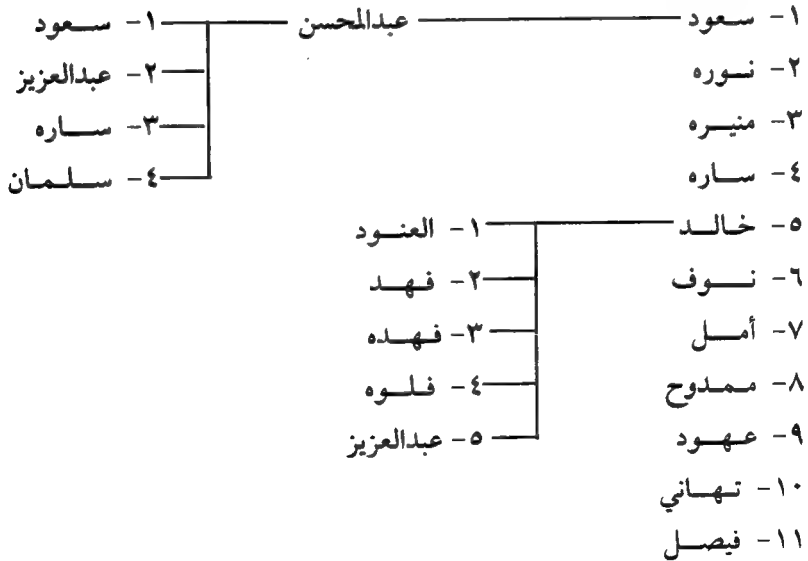 ١- سعود عبدالمحسن ١- سعود
٢- نوره ٢- عبدالعزيز
٣- منيره ٣- ساره
٤- ساره ٤- سلمان
٥- خالد ١- العنود
٦- نوف ٢- فهد
٧- أمل ٣- فهده
٨- ممدوح ٤- فلوه
٩- عهود ٥- عبدالعزيز
١٠- تهاني
١١- فيصل